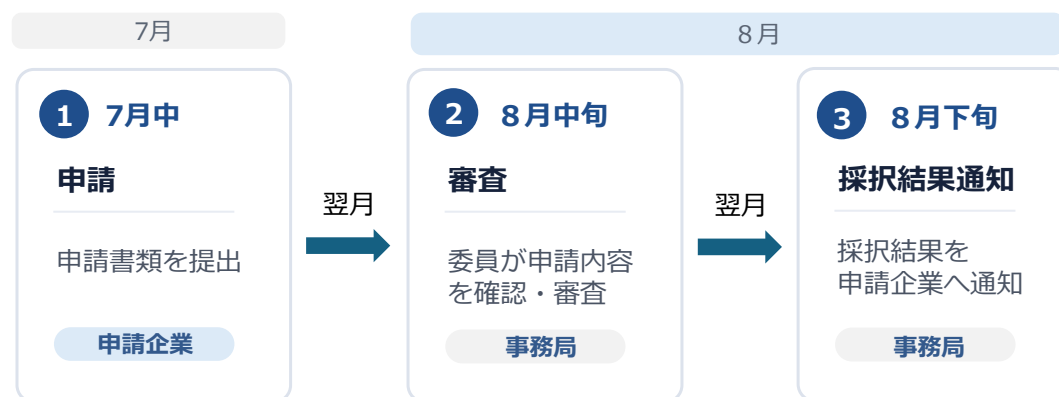 7月
８月
1 7月中
申請
申請書類を提出
申請企業
翌月
2 ８月中旬
審査
委員が申請内容
を確認・審査
事務局
翌月
3 ８月下旬
採択結果通知
採択結果を
申請企業へ通知
事務局